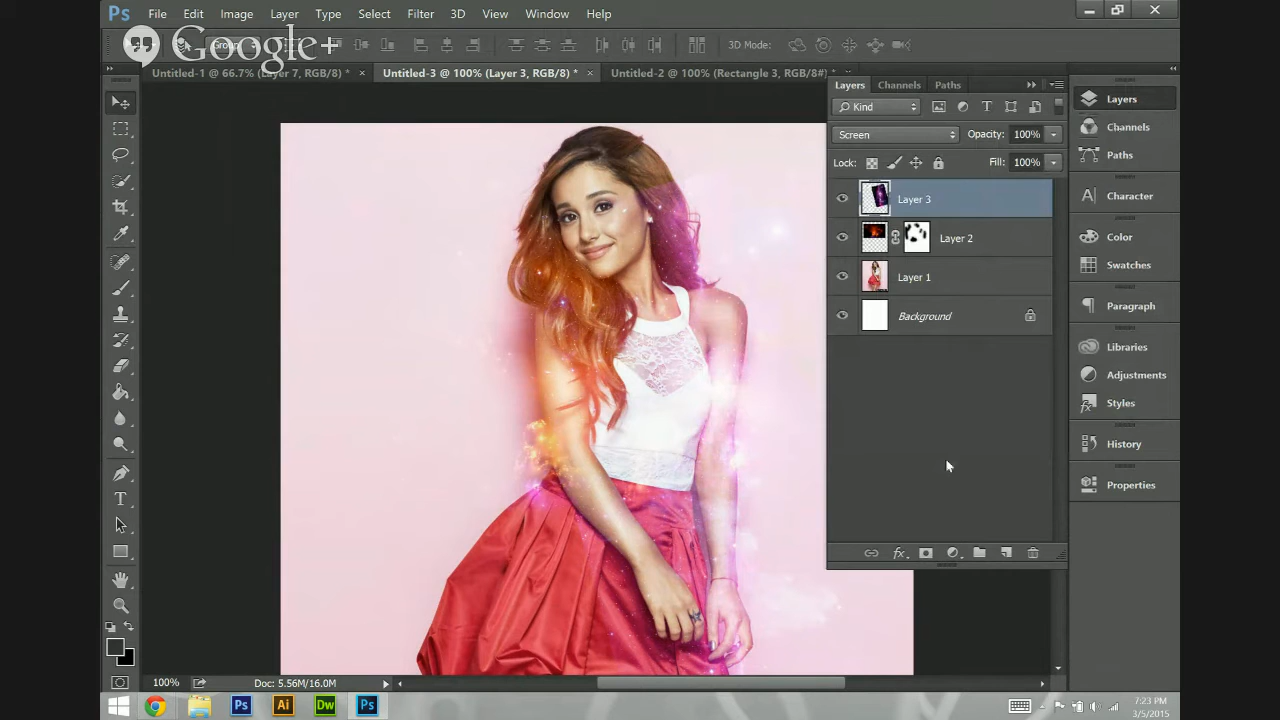 Ps File Edit Image Layer Type Select Filter 3D View Window Help
Google+
3D Mode:
Untitled-1 @ 66.7% (Layer 7, RGB/8) * × Untitled-3 @ 100% (Layer 3, RGB/8) * × Untitled-2 @ 100% (Rectangle 3, RGB/8#) *
Layers Channels Paths
Kind
Screen Opacity: 100%
Lock: Fill: 100%
Layer 3
Layer 2
Layer 1
Background
Layers
Channels
Paths
Character
Color
Swatches
Paragraph
Libraries
Adjustments
Styles
History
Properties
100% Doc: 5.56M/16.0M
Ps Ai Dw Ps
7:23 PM
3/5/2015